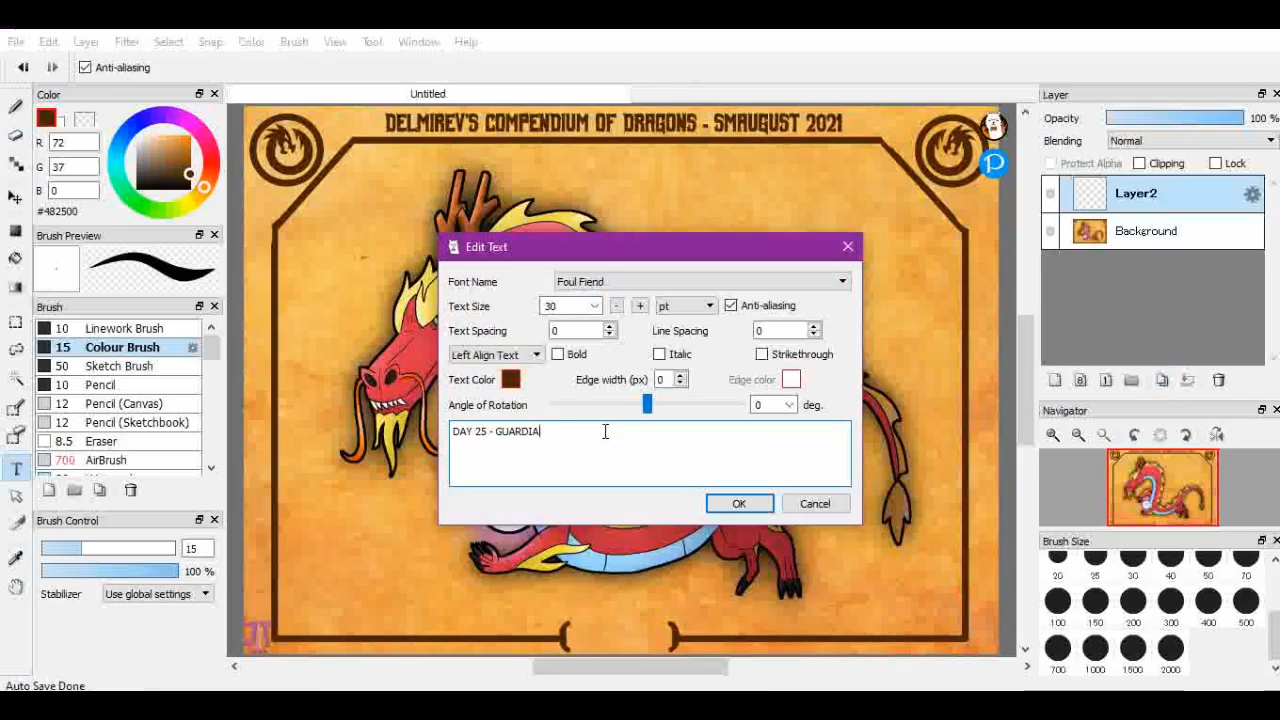 File Edit Layer Filter Select Snap Color Brush View Tool Window Help
Anti-aliasing
Color
R 72
G 37
B 0
#482500
Brush Preview
Brush
10 Linework Brush
15 Colour Brush
50 Sketch Brush
10 Pencil
12 Pencil (Canvas)
12 Pencil (Sketchbook)
8.5 Eraser
700 AirBrush
Brush Control
15
100 %
Stabilizer Use global settings
Auto Save Done
Untitled
DELMIREV'S COMPENDIUM OF DRAGONS - SMAUGUST 2021
Edit Text
Font Name Foul Fiend
Text Size 30 - + pt Anti-aliasing
Text Spacing 0 Line Spacing 0
Left Align Text Bold Italic Strikethrough
Text Color Edge width (px) 0 Edge color
Angle of Rotation 0 deg.
DAY 25 - GUARDIA
OK Cancel
Layer
Opacity 100 %
Blending Normal
Protect Alpha Clipping Lock
Layer2
Background
Navigator
Brush Size
20 25 30 40 50 70
100 150 200 300 400 500
700 1000 1500 2000